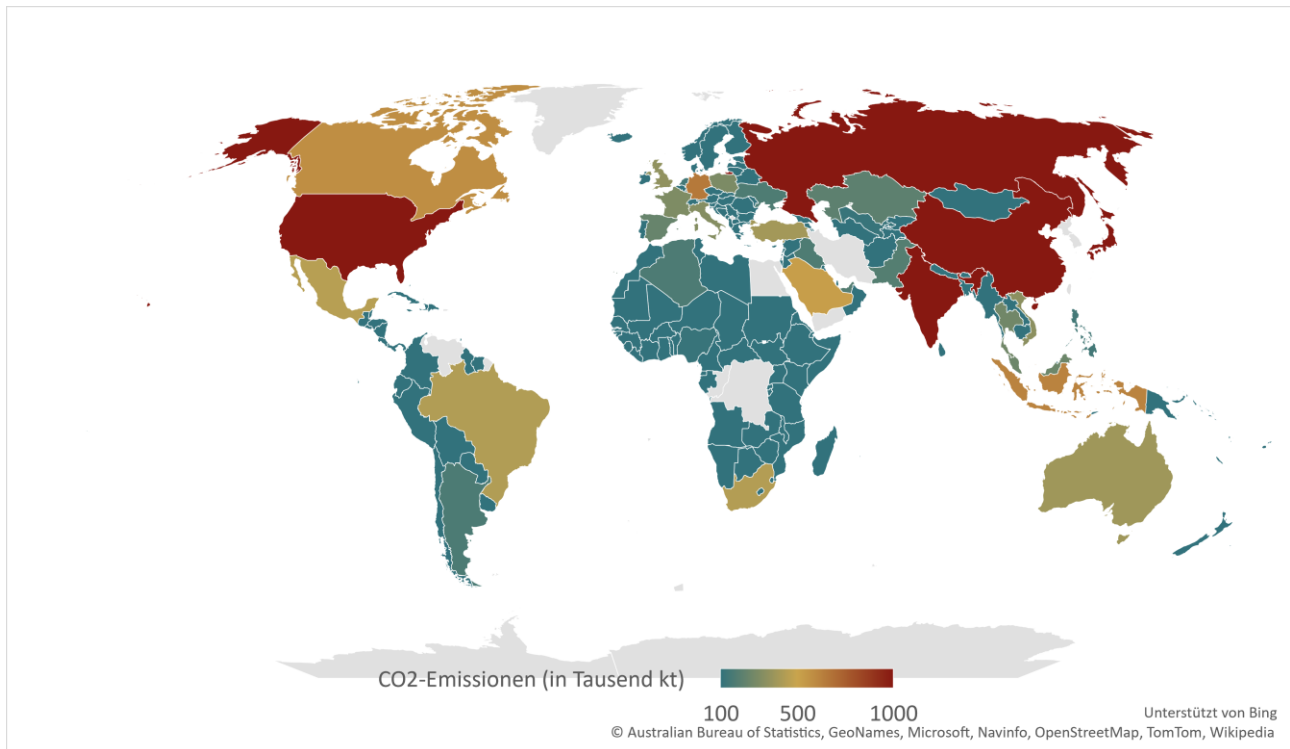 CO2-Emissionen (in Tausend kt)
100 500 1000
Unterstützt von Bing
© Australian Bureau of Statistics, GeoNames, Microsoft, Navinfo, OpenStreetMap, TomTom, Wikipedia